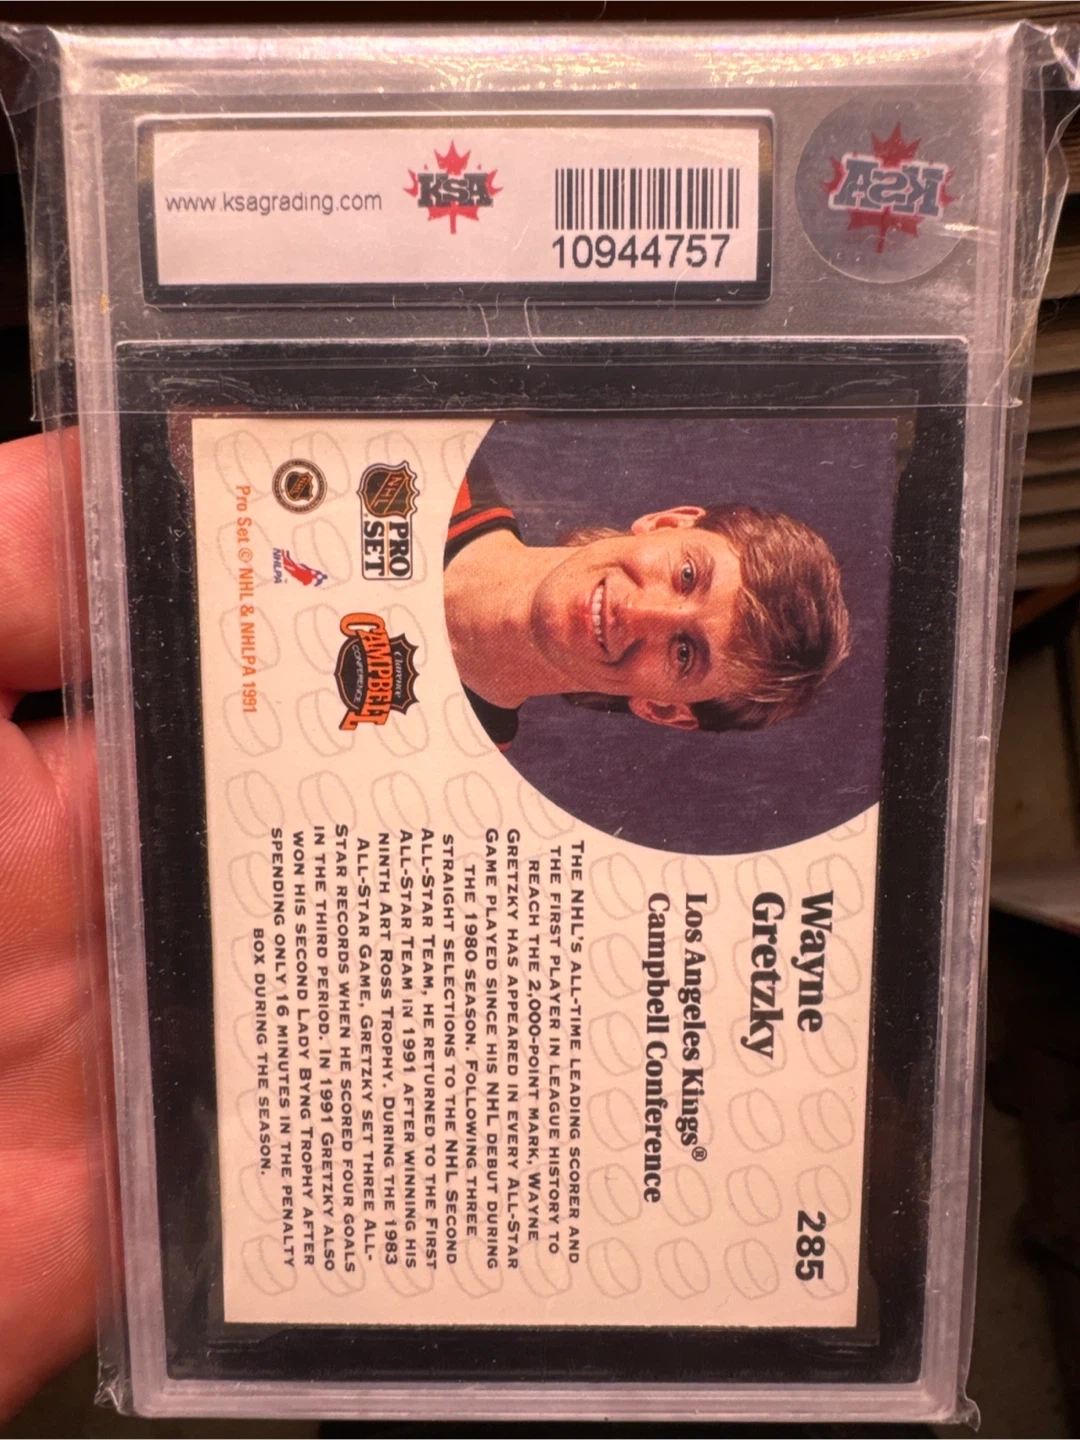 www.ksagrading.com
KSA
10944757
KSA
Wayne
Gretzky
285
Los Angeles Kings®
Campbell Conference
THE NHL'S ALL-TIME LEADING SCORER AND
THE FIRST PLAYER IN LEAGUE HISTORY TO
REACH THE 2,000-POINT MARK, WAYNE
GRETZKY HAS APPEARED IN EVERY ALL-STAR
GAME PLAYED SINCE HIS NHL DEBUT DURING
THE 1980 SEASON. FOLLOWING THREE
STRAIGHT SELECTIONS TO THE NHL SECOND
ALL-STAR TEAM, HE RETURNED TO THE FIRST
ALL-STAR TEAM IN 1991 AFTER WINNING HIS
NINTH ART ROSS TROPHY. DURING THE 1983
ALL-STAR GAME, GRETZKY SET THREE ALL-
STAR RECORDS WHEN HE SCORED FOUR GOALS
IN THE THIRD PERIOD. IN 1991 GRETZKY ALSO
WON HIS SECOND LADY BYNG TROPHY AFTER
SPENDING ONLY 16 MINUTES IN THE PENALTY
BOX DURING THE SEASON.
NHL
PRO
SET
clarence
CAMPBELL
CONFERENCE
NHL
NHLPA
Pro Set © NHL & NHLPA 1991